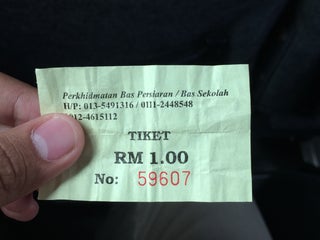 Perkhidmatan Bas Persiaran / Bas Sekolah
H/P: 013-5491316 / 0111-2448548
012-4615112
TIKET
RM 1.00
No: 59607